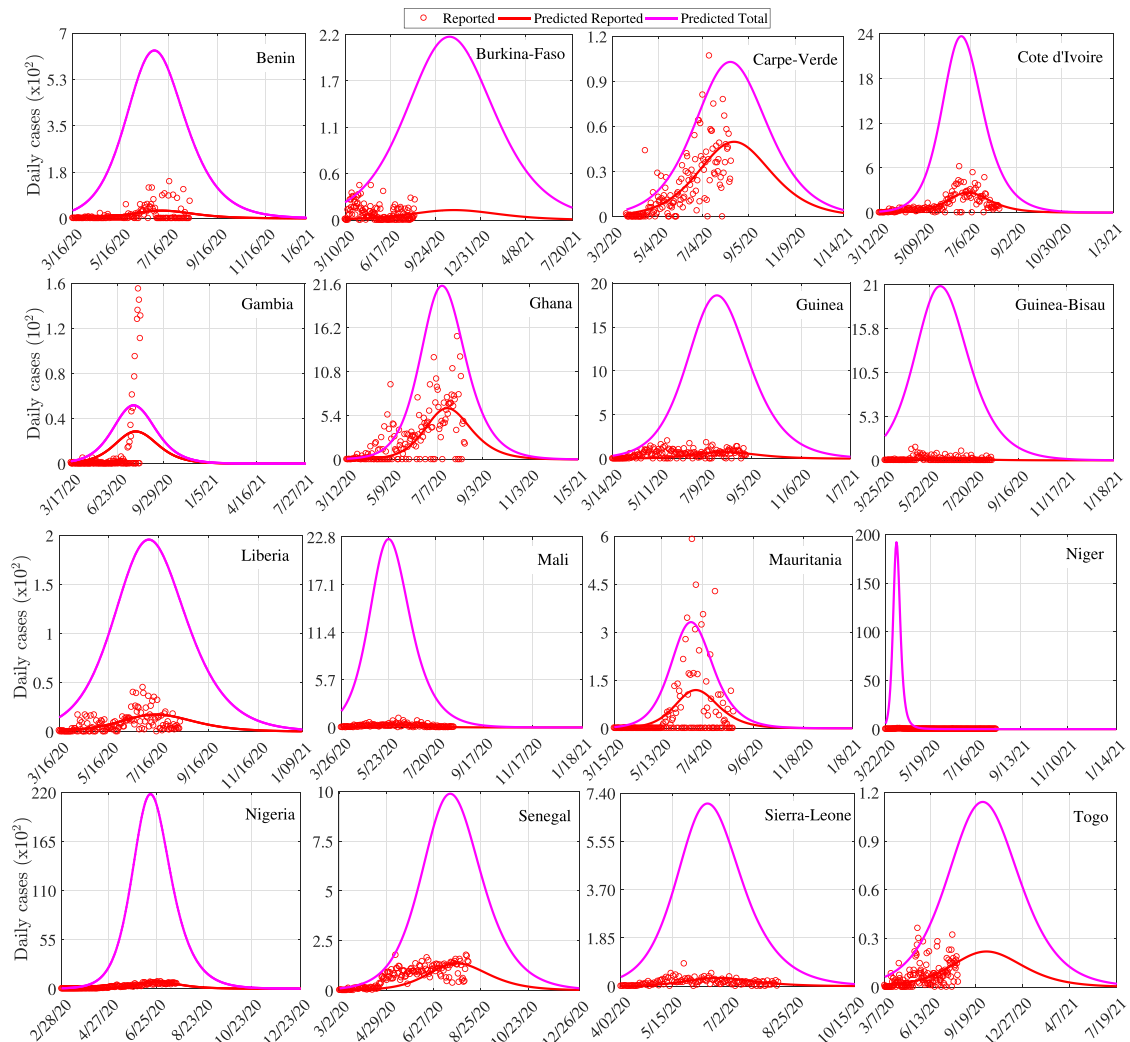 Reported Predicted Reported Predicted Total
Daily cases (x10²)
7
5.3
3.5
1.8
0
Benin
3/16/20 5/16/20 7/16/20 9/16/20 11/16/20 1/6/21
2.2
1.7
1.1
0.6
0
Burkina-Faso
3/10/20 6/17/20 9/24/20 12/31/20 4/8/21 7/20/21
1.2
0.9
0.6
0.3
0
Carpe-Verde
3/2/20 5/4/20 7/4/20 9/5/20 11/9/20 1/14/21
24
18
12
6
0
Cote d'Ivoire
3/12/20 5/09/20 7/6/20 9/2/20 10/30/20 1/3/21
Daily cases (10²)
1.6
1.2
0.8
0.4
0
Gambia
3/17/20 6/23/20 9/29/20 1/5/21 4/16/21 7/27/21
21.6
16.2
10.8
5.4
0
Ghana
3/12/20 5/9/20 7/7/20 9/3/20 11/3/20 1/5/21
20
15
10
5
0
Guinea
3/14/20 5/11/20 7/9/20 9/5/20 11/6/20 1/7/21
21
15.8
10.5
5.3
0
Guinea-Bisau
3/25/20 5/22/20 7/20/20 9/16/20 11/17/20 1/18/21
Daily cases (x10²)
2
1.5
1
0.5
0
Liberia
3/16/20 5/16/20 7/16/20 9/16/20 11/16/20 1/09/21
22.8
17.1
11.4
5.7
0
Mali
3/26/20 5/23/20 7/20/20 9/17/20 11/17/20 1/18/21
6
4.5
3
1.5
0
Mauritania
3/15/20 5/13/20 7/4/20 9/6/20 11/8/20 1/8/21
200
150
100
50
0
Niger
3/22/20 5/19/20 7/16/20 9/13/21 11/10/21 1/14/21
Daily cases (x10²)
220
165
110
55
0
Nigeria
2/28/20 4/27/20 6/25/20 8/23/20 10/23/20 12/23/20
10
7.5
5
2.5
0
Senegal
3/2/20 4/29/20 6/27/20 8/25/20 10/23/20 12/26/20
7.40
5.55
3.70
1.85
0
Sierra-Leone
4/02/20 5/15/20 7/2/20 8/25/20 10/15/20
1.2
0.9
0.6
0.3
0
Togo
3/7/20 6/13/20 9/19/20 12/27/20 4/7/21 7/19/21